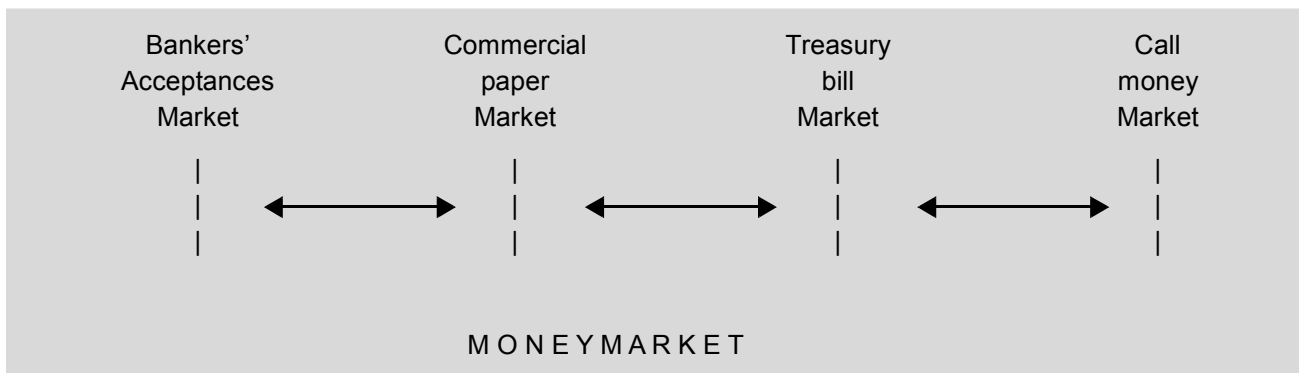 Bankers’
Acceptances
Market
Commercial
paper
Market
Treasury
bill
Market
Call
money
Market
M O N E Y M A R K E T